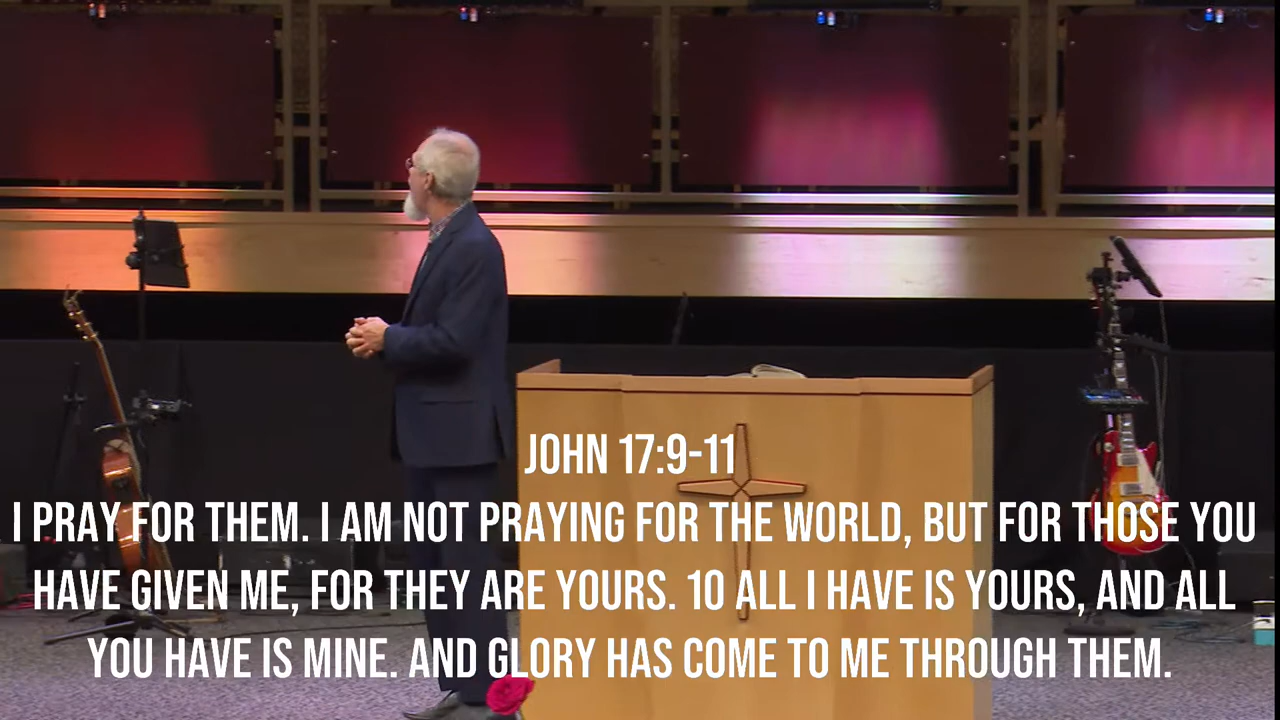 JOHN 17:9-11
I PRAY FOR THEM. I AM NOT PRAYING FOR THE WORLD, BUT FOR THOSE YOU
HAVE GIVEN ME, FOR THEY ARE YOURS. 10 ALL I HAVE IS YOURS, AND ALL
YOU HAVE IS MINE. AND GLORY HAS COME TO ME THROUGH THEM.